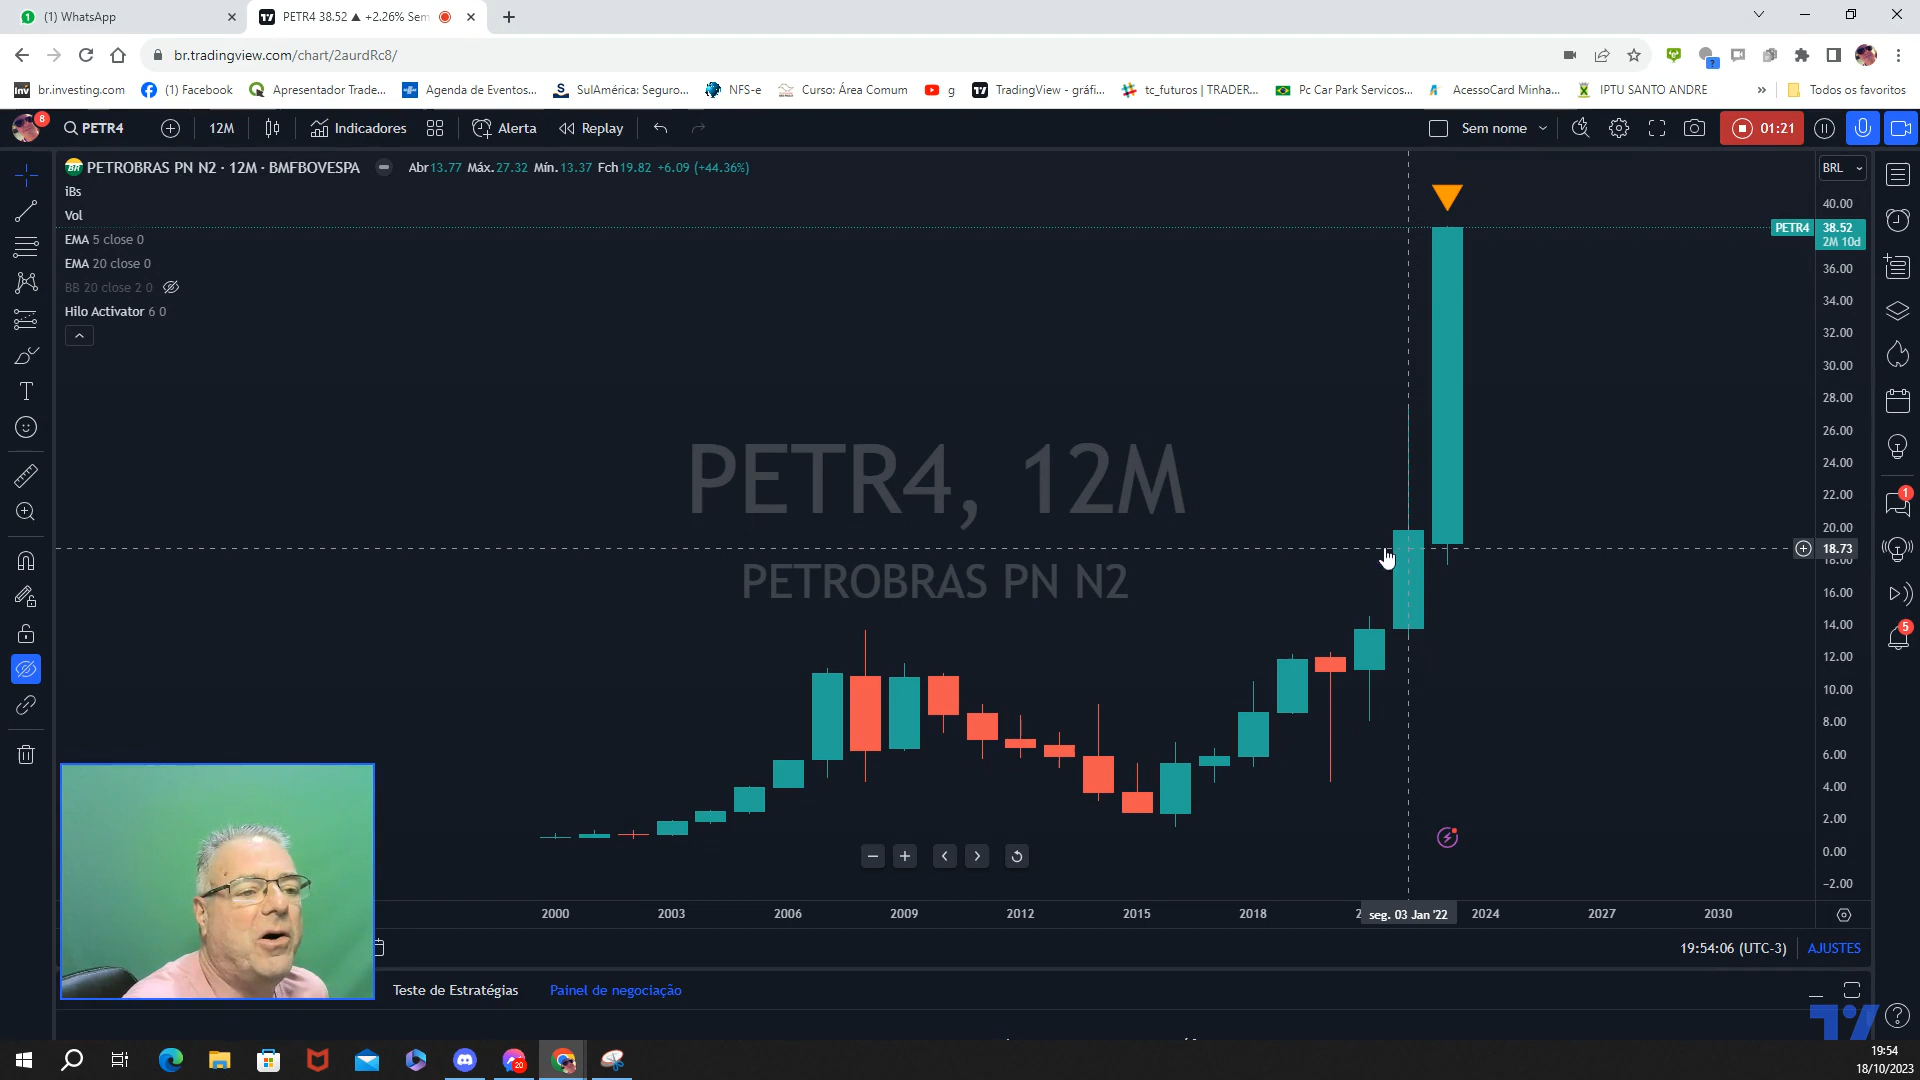 (1) WhatsApp
PETR4 38.52 ▲ +2.26% Sem
br.tradingview.com/chart/2aurdRc8/
br.investing.com
(1) Facebook
Apresentador Trade...
Agenda de Eventos...
SulAmérica: Seguro...
NFS-e
Curso: Área Comum
g
TradingView - gráfi...
tc_futuros | TRADER...
Pc Car Park Servicos...
AcessoCard Minha...
IPTU SANTO ANDRE
»
Todos os favoritos
8
PETR4
12M
Indicadores
Alerta
Replay
Sem nome
01:21
PETROBRAS PN N2 · 12M · BMFBOVESPA
Abr13.77 Máx.27.32 Mín.13.37 Fch19.82 +6.09 (+44.36%)
BRL
iBs
Vol
EMA 5 close 0
EMA 20 close 0
BB 20 close 2 0
Hilo Activator 6 0
PETR4, 12M
PETROBRAS PN N2
40.00
PETR4 38.52
2M 10d
36.00
34.00
32.00
30.00
28.00
26.00
24.00
22.00
20.00
18.73
18.00
16.00
14.00
12.00
10.00
8.00
6.00
4.00
2.00
0.00
−2.00
1
5
2000
2003
2006
2009
2012
2015
2018
2
seg. 03 Jan '22
2024
2027
2030
19:54:06 (UTC-3)
AJUSTES
Teste de Estratégias
Painel de negociação
20
19:54
18/10/2023